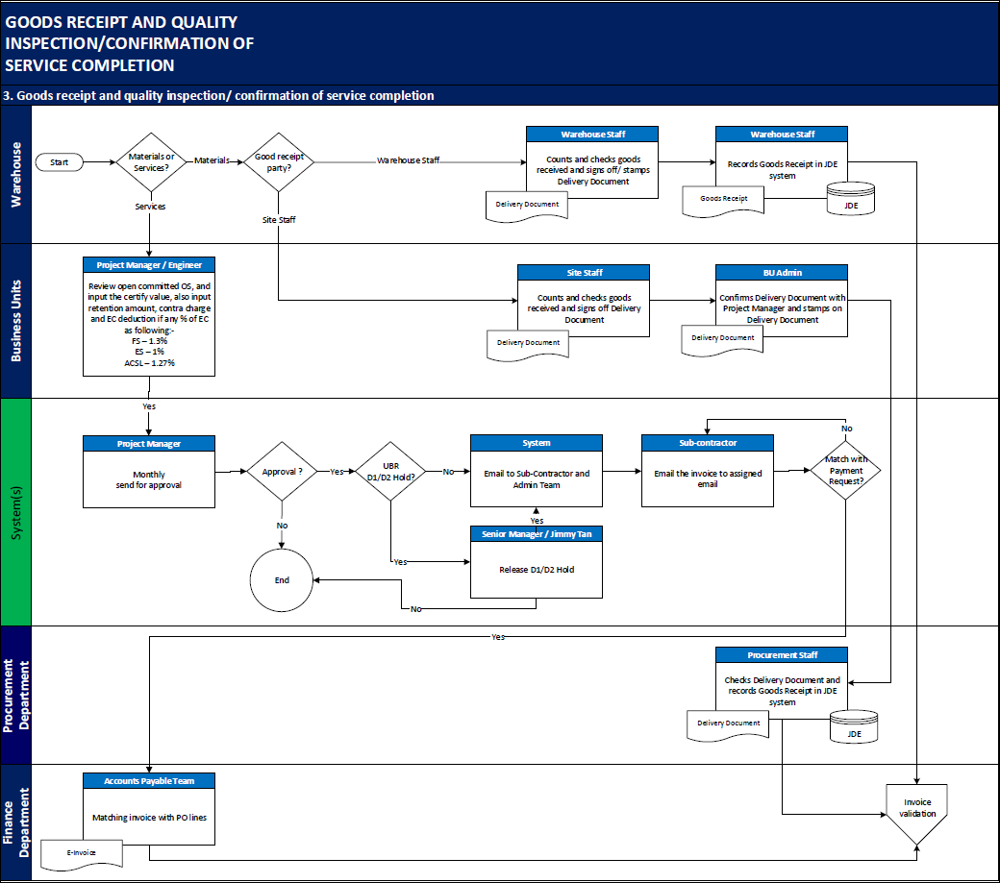 GOODS RECEIPT AND QUALITY
INSPECTION/CONFIRMATION OF
SERVICE COMPLETION
3. Goods receipt and quality inspection/ confirmation of service completion
Warehouse
Start
Materials or
Services?
Materials
Good receipt
party?
Warehouse Staff
Services
Site Staff
Warehouse Staff
Counts and checks goods
received and signs off/ stamps
Delivery Document
Delivery Document
Warehouse Staff
Records Goods Receipt in JDE
system
Goods Receipt
JDE
Business Units
Project Manager / Engineer
Review open committed OS, and
input the certify value, also input
retention amount, contra charge
and EC deduction if any % of EC
as following:-
FS – 1.3%
ES – 1%
ACSL – 1.27%
Site Staff
Counts and checks goods
received and signs off Delivery
Document
Delivery Document
BU Admin
Confirms Delivery Document with
Project Manager and stamps on
Delivery Document
Delivery Document
System(s)
Yes
Project Manager
Monthly
send for approval
Approval ?
Yes
No
End
UBR
D1/D2 Hold?
No
Yes
System
Email to Sub-Contractor and
Admin Team
Yes
Senior Manager / Jimmy Tan
Release D1/D2 Hold
No
Sub-contractor
Email the invoice to assigned
email
No
Match with
Payment
Request?
Yes
Procurement
Department
Procurement Staff
Checks Delivery Document and
records Goods Receipt in JDE
system
Delivery Document
JDE
Finance
Department
Accounts Payable Team
Matching invoice with PO lines
E-Invoice
Invoice
validation